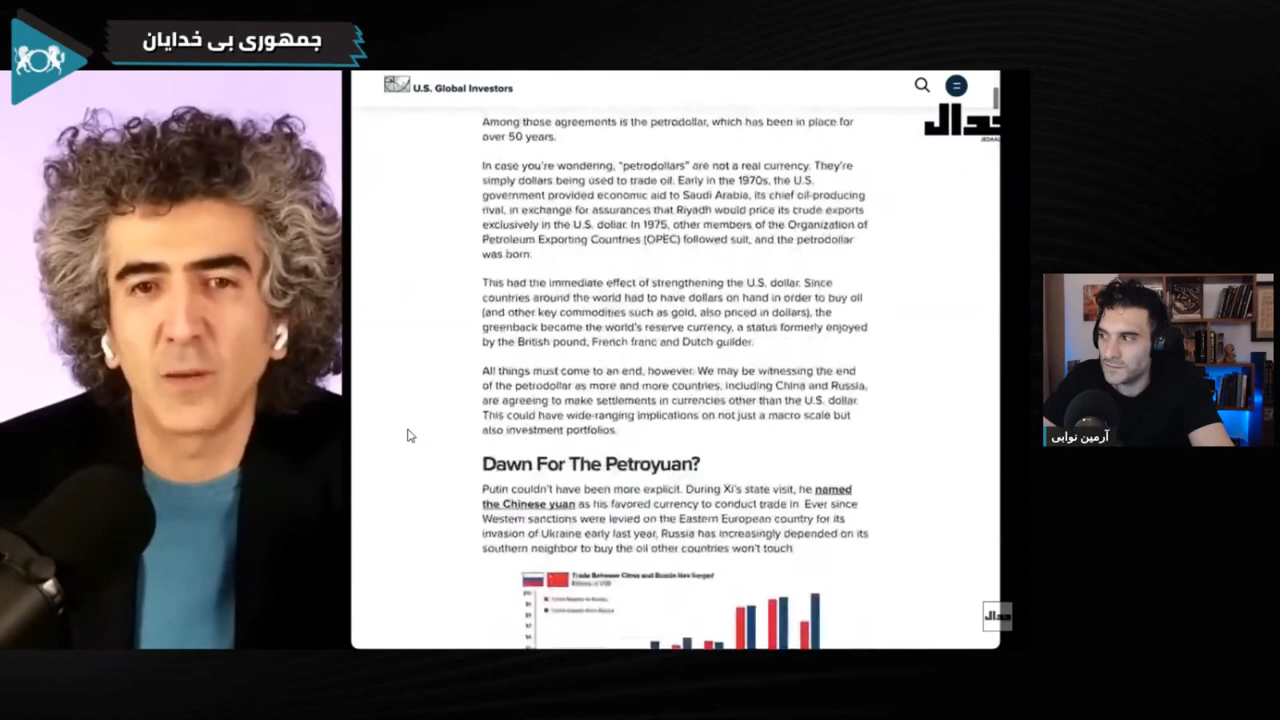 جمهوری بی خدایان
U.S. Global Investors
جدال
JEDAAL
Among those agreements is the petrodollar, which has been in place for
over 50 years.
In case you're wondering, "petrodollars" are not a real currency. They're
simply dollars being used to trade oil. Early in the 1970s, the U.S.
government provided economic aid to Saudi Arabia, its chief oil-producing
rival, in exchange for assurances that Riyadh would price its crude exports
exclusively in the U.S. dollar. In 1975, other members of the Organization of
Petroleum Exporting Countries (OPEC) followed suit, and the petrodollar
was born.
This had the immediate effect of strengthening the U.S. dollar. Since
countries around the world had to have dollars on hand in order to buy oil
(and other key commodities such as gold, also priced in dollars), the
greenback became the world's reserve currency, a status formerly enjoyed
by the British pound, French franc and Dutch guilder.
All things must come to an end, however. We may be witnessing the end
of the petrodollar as more and more countries, including China and Russia,
are agreeing to make settlements in currencies other than the U.S. dollar.
This could have wide-ranging implications on not just a macro scale but
also investment portfolios.
Dawn For The Petroyuan?
Putin couldn't have been more explicit. During Xi's state visit, he named
the Chinese yuan as his favored currency to conduct trade in. Ever since
Western sanctions were levied on the Eastern European country for its
invasion of Ukraine early last year, Russia has increasingly depended on its
southern neighbor to buy the oil other countries won't touch.
Trade Between China and Russia Has Surged
جدال
آرمین نوابی